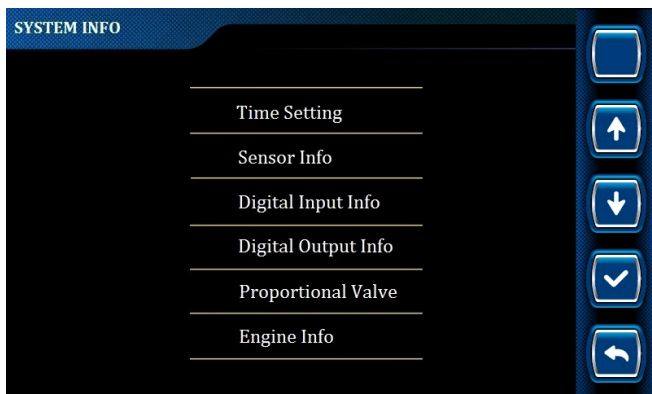 SYSTEM INFO
Time Setting
Sensor Info
Digital Input Info
Digital Output Info
Proportional Valve
Engine Info